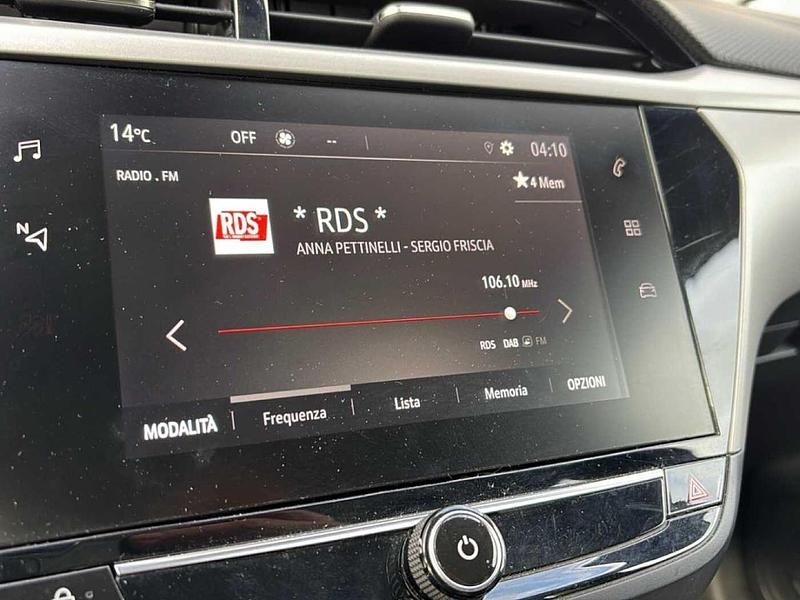 14°C OFF -- 04:10
RADIO . FM
4 Mem
RDS
* RDS *
ANNA PETTINELLI - SERGIO FRISCIA
106.10 MHz
N
RDS DAB FM
MODALITÀ Frequenza Lista Memoria OPZIONI